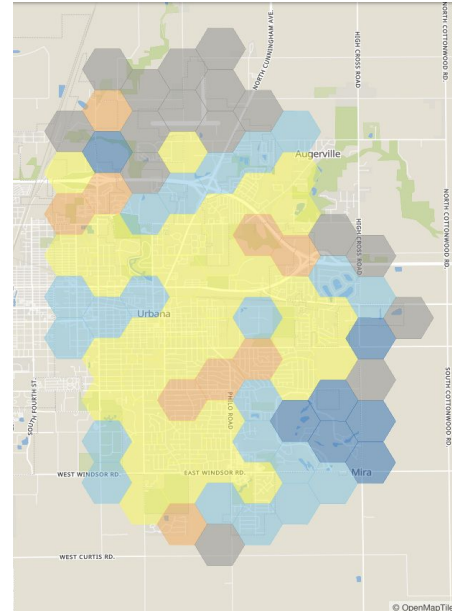 NORTH CUNNINGHAM AVE.
HIGH CROSS ROAD
NORTH COTTONWOOD RD.
Augerville
NORTH COTTONWOOD RD.
HIGH CROSS ROAD
Urbana
SOUTH FOURTH ST.
PHILO ROAD
SOUTH COTTONWOOD RD
WEST WINDSOR RD.
EAST WINDSOR RD.
Mira
WEST CURTIS RD.
© OpenMapTile